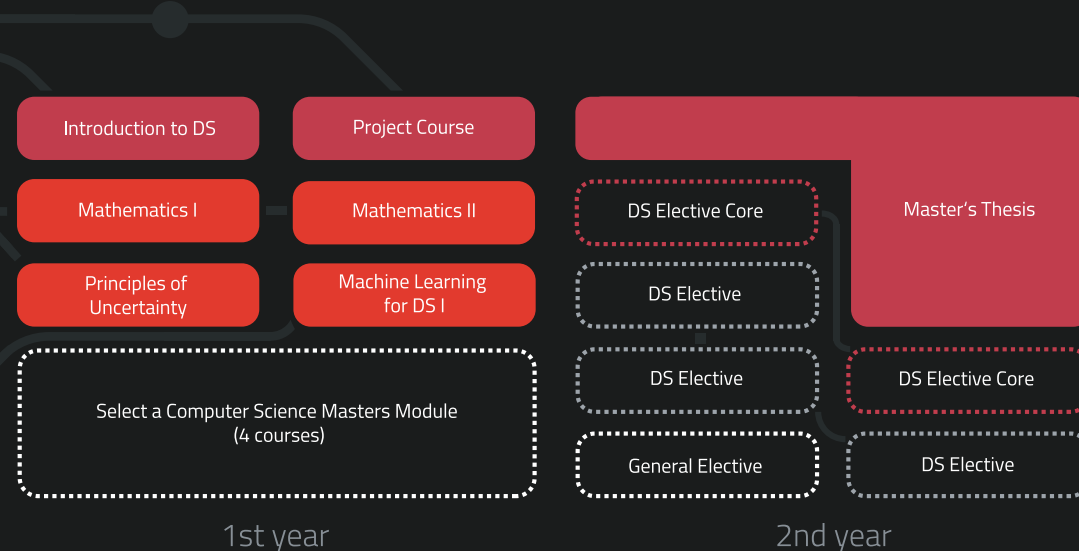 Introduction to DS
Project Course
Mathematics I
Mathematics II
DS Elective Core
Master's Thesis
Principles of
Uncertainty
Machine Learning
for DS I
DS Elective
Select a Computer Science Masters Module
(4 courses)
DS Elective
DS Elective Core
General Elective
DS Elective
1st year
2nd year